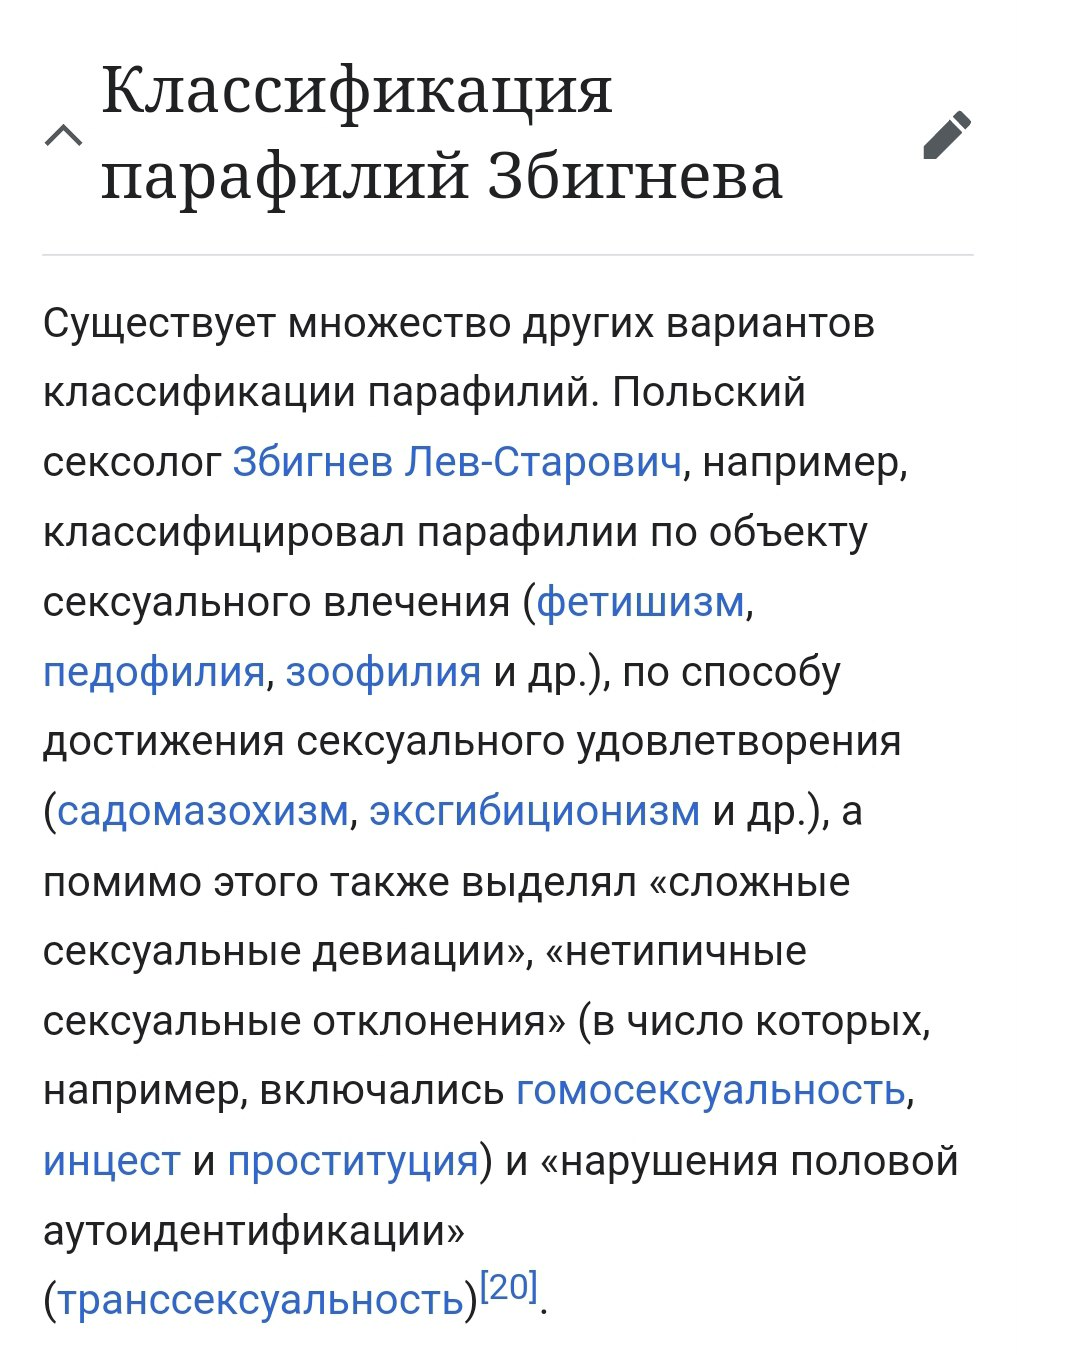 Классификация
парафилий Збигнева
Существует множество других вариантов
классификации парафилий. Польский
сексолог Збигнев Лев-Старович, например,
классифицировал парафилии по объекту
сексуального влечения (фетишизм,
педофилия, зоофилия и др.), по способу
достижения сексуального удовлетворения
(садомазохизм, эксгибиционизм и др.), а
помимо этого также выделял «сложные
сексуальные девиации», «нетипичные
сексуальные отклонения» (в число которых,
например, включались гомосексуальность,
инцест и проституция) и «нарушения половой
аутоидентификации»
(транссексуальность)[20].